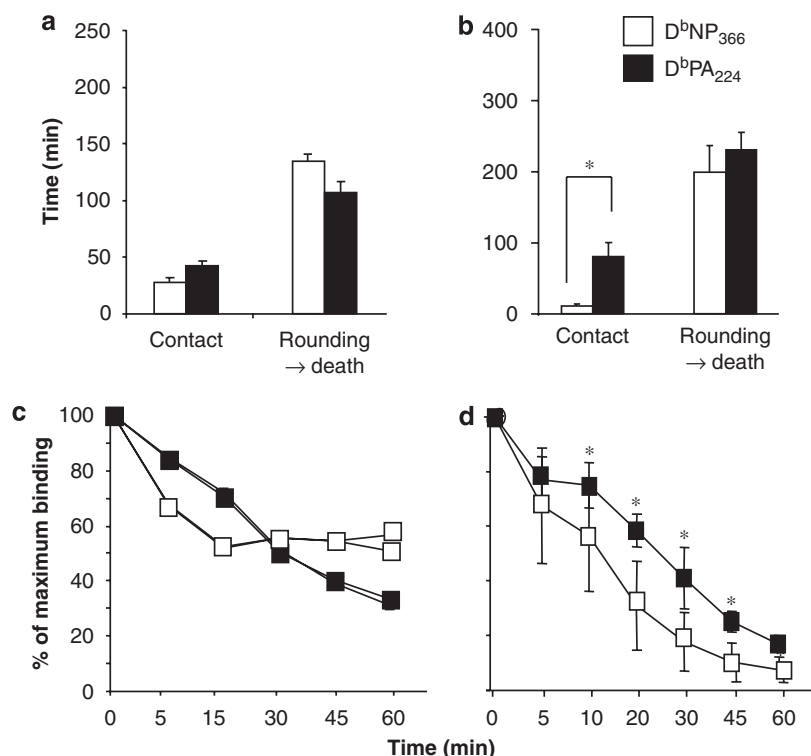 a
250
200
150
100
50
0
Time (min)
Contact
Rounding
→ death
b
DᵇNP₃₆₆
DᵇPA₂₂₄
400
300
200
100
0
*
Contact
Rounding
→ death
c
100
80
60
40
20
0
% of maximum binding
0 5 15 30 45 60
d
* * * *
0 5 10 20 30 45 60
Time (min)